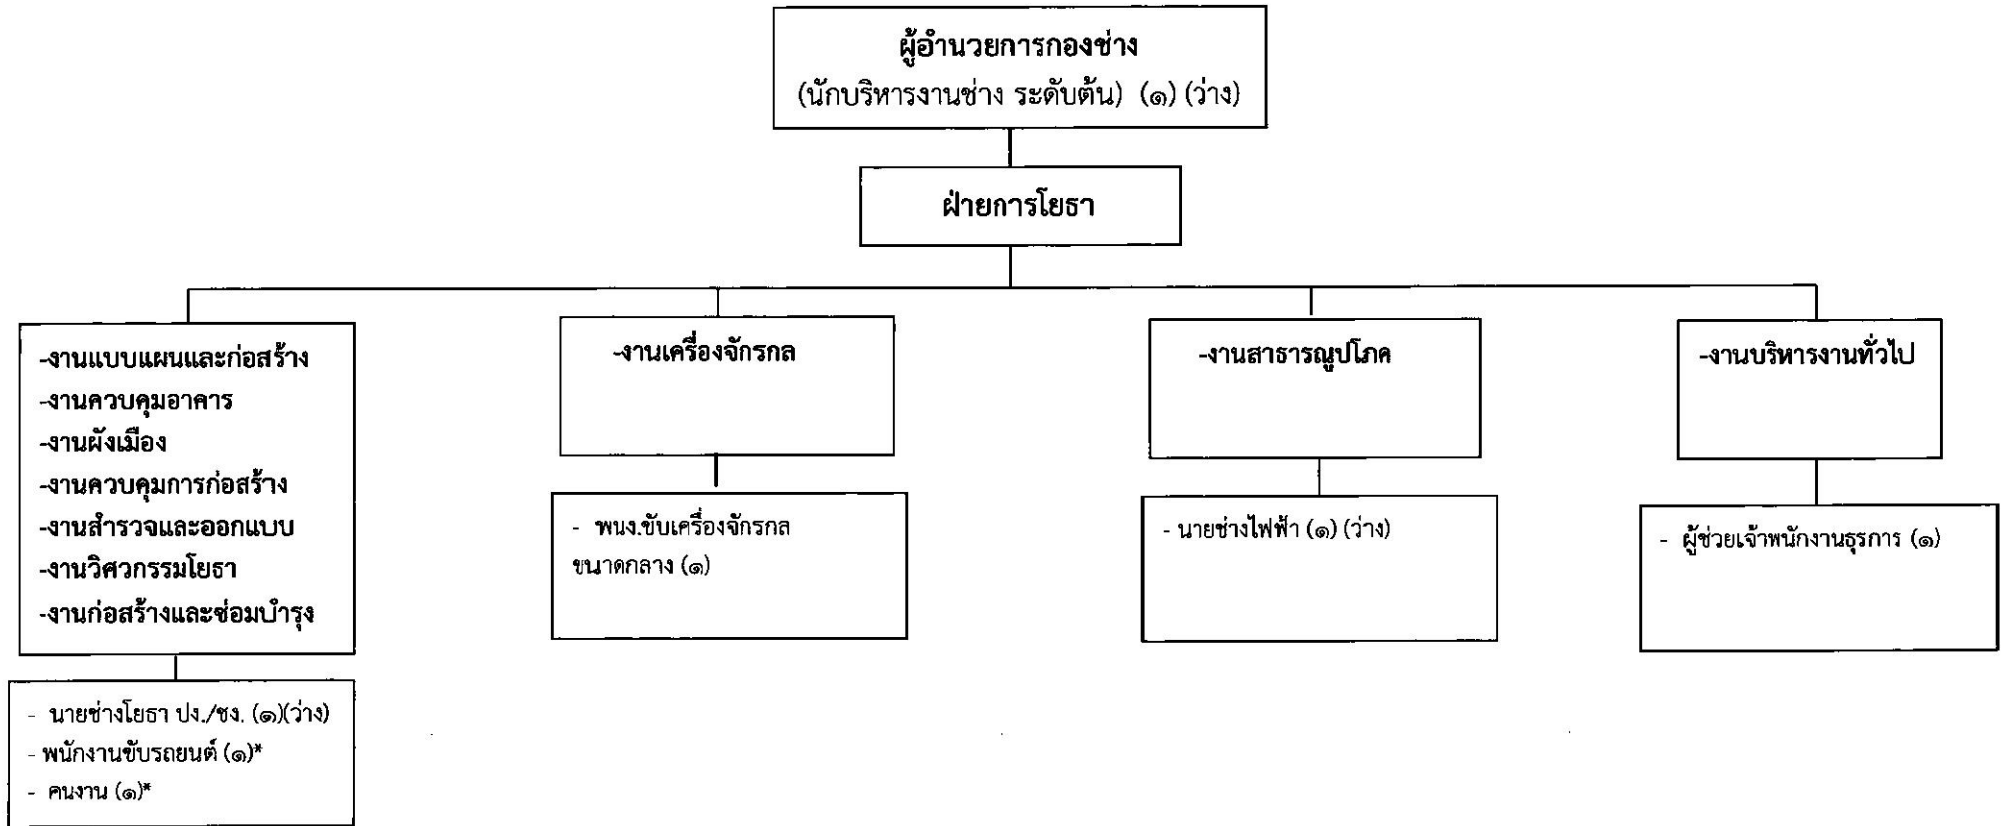 ผู้อำนวยการกองช่าง
(นักบริหารงานช่าง ระดับต้น) (๑) (ว่าง)
ฝ่ายการโยธา
-งานแบบแผนและก่อสร้าง
-งานควบคุมอาคาร
-งานผังเมือง
-งานควบคุมการก่อสร้าง
-งานสำรวจและออกแบบ
-งานวิศวกรรมโยธา
-งานก่อสร้างและซ่อมบำรุง
- นายช่างโยธา ปง./ชง. (๑)(ว่าง)
- พนักงานขับรถยนต์ (๑)*
- คนงาน (๑)*
-งานเครื่องจักรกล
- พนง.ขับเครื่องจักรกล
ขนาดกลาง (๑)
-งานสาธารณูปโภค
- นายช่างไฟฟ้า (๑) (ว่าง)
-งานบริหารงานทั่วไป
- ผู้ช่วยเจ้าพนักงานธุรการ (๑)